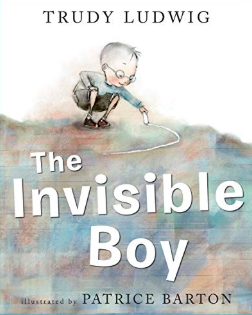 TRUDY LUDWIG
The
Invisible
Boy
illustrated by PATRICE BARTON